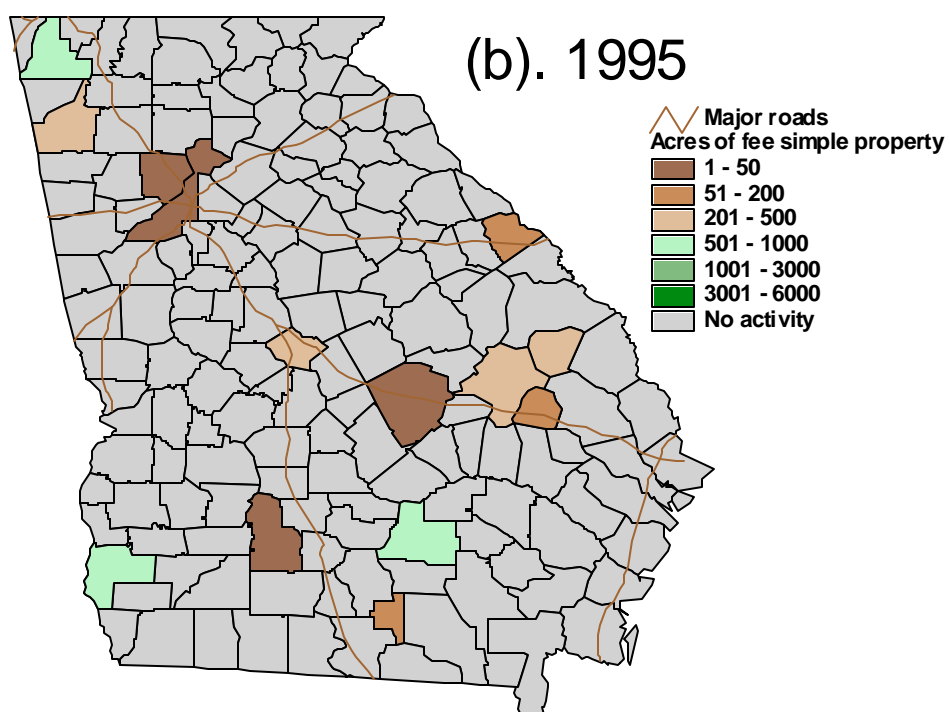 (b). 1995
Major roads
Acres of fee simple property
1 - 50
51 - 200
201 - 500
501 - 1000
1001 - 3000
3001 - 6000
No activity